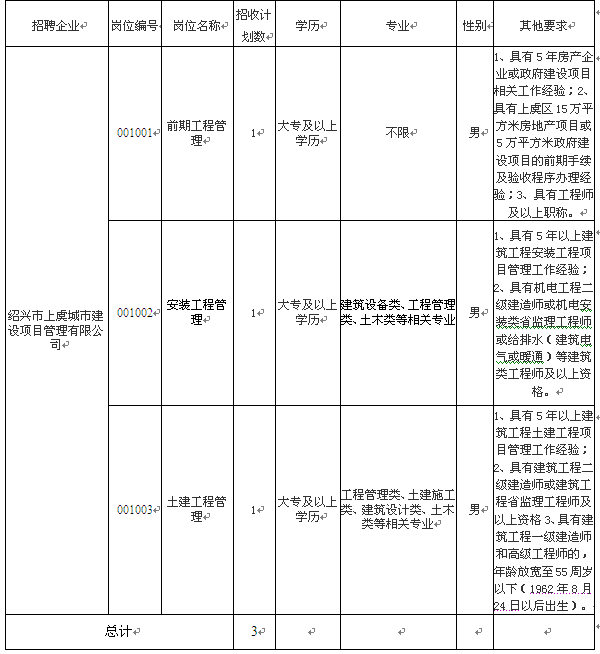 招聘企业 岗位编号 岗位名称 招收计划数 学历 专业 性别 其他要求
绍兴市上虞城市建
设项目管理有限公
司
001001
前期工程管
理
1
大专及以上
学历
不限
男
1、具有5年房产企
业或政府建设项目
相关工作经验；2、
具有上虞区15万平
方米房地产项目或
5万平方米政府建
设项目的前期手续
及验收程序办理经
验；3、具有工程师
及以上职称。
001002
安装工程管
理
1
大专及以上
学历
建筑设备类、工程管理
类、土木类等相关专业
男
1、具有5年以上建
筑工程安装工程项
目管理工作经验；
2、具有机电工程二
级建造师或机电安
装类省监理工程师
或给排水（建筑电
气或暖通）等建筑
类工程师及以上资
格。
001003
土建工程管
理
1
大专及以上
学历
工程管理类、土建施工
类、建筑设计类、土木
类等相关专业
男
1、具有5年以上建
筑工程土建工程项
目管理工作经验；
2、具有建筑工程二
级建造师或建筑工
程省监理工程师及
以上资格3、具有建
筑工程一级建造师
和高级工程师的，
年龄放宽至55周岁
以下（1962年8月
24日以后出生）。
总计 3